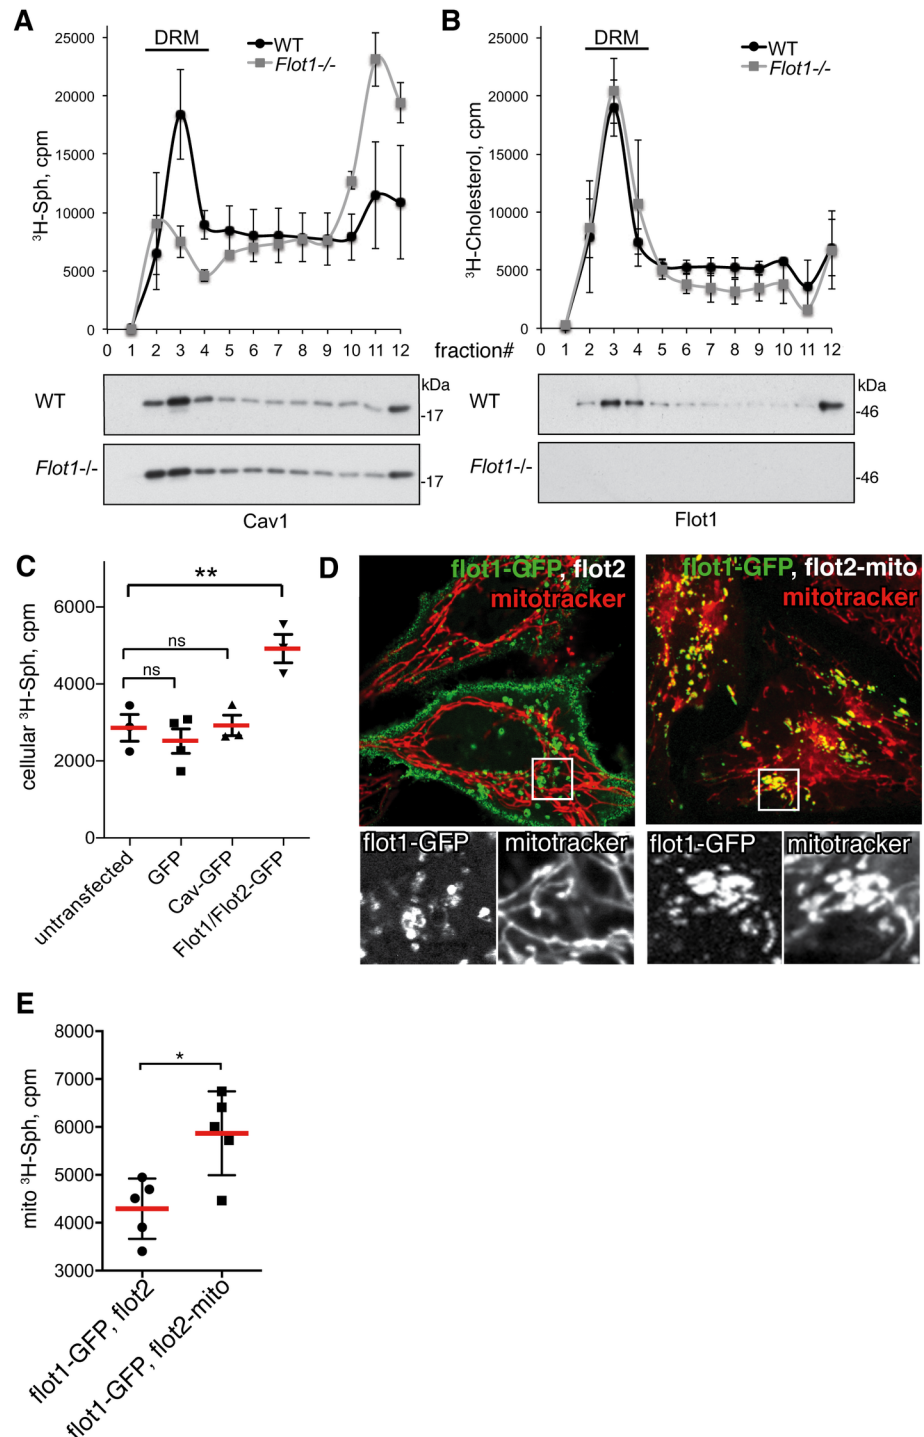 A
DRM
WT
Flot1-/-
³H-Sph, cpm
25000
20000
15000
10000
5000
0
0 1 2 3 4 5 6 7 8 9 10 11 12
fraction#
WT
kDa
-17
Flot1-/-
-17
Cav1
B
DRM
WT
Flot1-/-
³H-Cholesterol, cpm
25000
20000
15000
10000
5000
0
0 1 2 3 4 5 6 7 8 9 10 11 12
WT
kDa
-46
Flot1-/-
-46
Flot1
C
**
ns
ns
cellular ³H-Sph, cpm
6000
4000
2000
0
untransfected
GFP
Cav-GFP
Flot1/Flot2-GFP
D
flot1-GFP, flot2
mitotracker
flot1-GFP, flot2-mito
mitotracker
flot1-GFP
mitotracker
flot1-GFP
mitotracker
E
*
mito ³H-Sph, cpm
8000
7000
6000
5000
4000
3000
flot1-GFP, flot2
flot1-GFP, flot2-mito